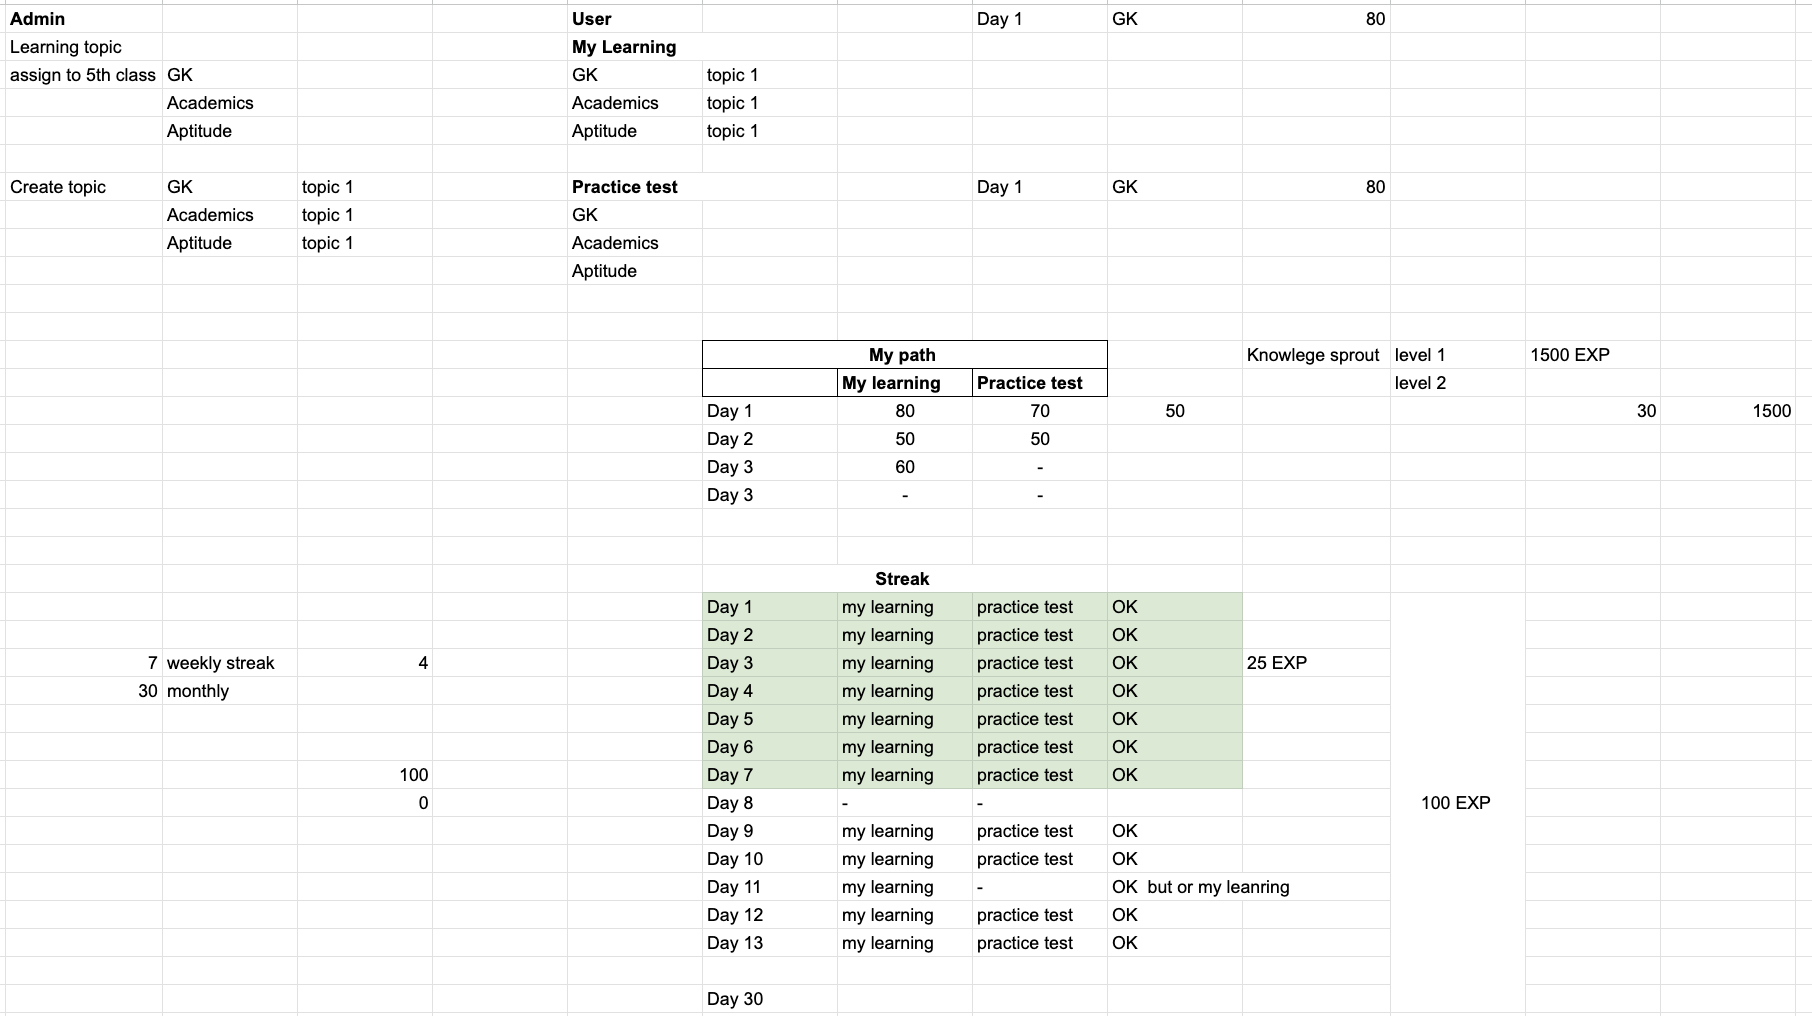 Admin User Day 1 GK 80
Learning topic My Learning
assign to 5th class GK GK topic 1
Academics Academics topic 1
Aptitude Aptitude topic 1
Create topic GK topic 1 Practice test Day 1 GK 80
Academics topic 1 GK
Aptitude topic 1 Academics
Aptitude
My path Knowlege sprout level 1 1500 EXP
My learning Practice test level 2
Day 1 80 70 50 30 1500
Day 2 50 50
Day 3 60 -
Day 3 - -
Streak
Day 1 my learning practice test OK
Day 2 my learning practice test OK
7 weekly streak 4 Day 3 my learning practice test OK 25 EXP
30 monthly Day 4 my learning practice test OK
Day 5 my learning practice test OK
Day 6 my learning practice test OK
100 Day 7 my learning practice test OK
0 Day 8 - - 100 EXP
Day 9 my learning practice test OK
Day 10 my learning practice test OK
Day 11 my learning - OK but or my leanring
Day 12 my learning practice test OK
Day 13 my learning practice test OK
Day 30